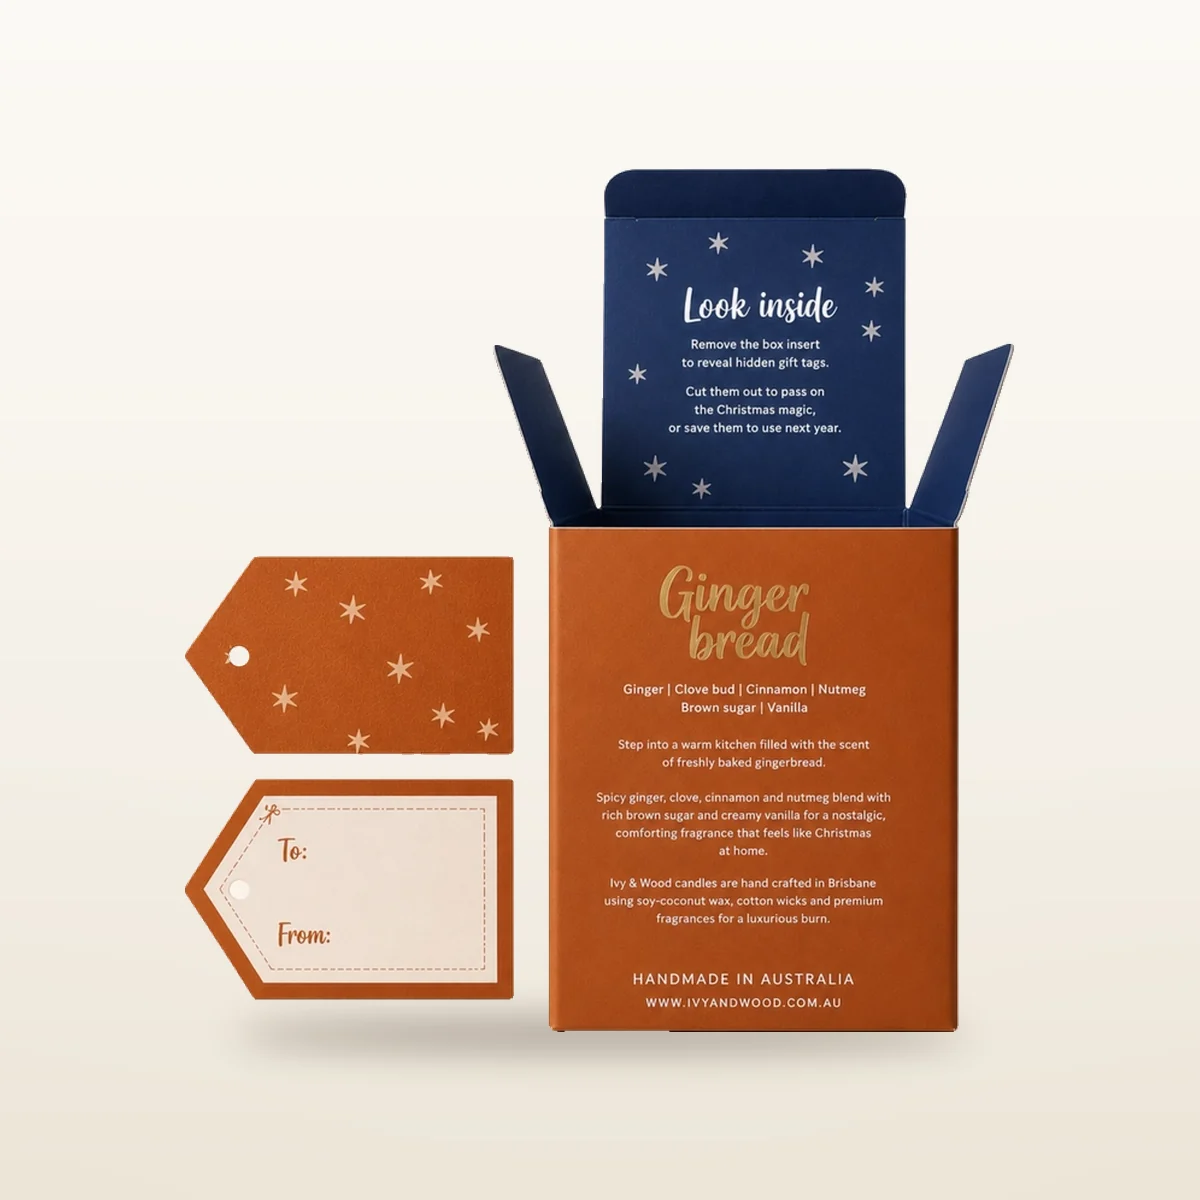 Look inside
Remove the box insert
to reveal hidden gift tags.
Cut them out to pass on
the Christmas magic,
or save them to use next year.
Ginger
bread
Ginger | Clove bud | Cinnamon | Nutmeg
Brown sugar | Vanilla
Step into a warm kitchen filled with the scent
of freshly baked gingerbread.
Spicy ginger, clove, cinnamon and nutmeg blend with
rich brown sugar and creamy vanilla for a nostalgic,
comforting fragrance that feels like Christmas
at home.
Ivy & Wood candles are hand crafted in Brisbane
using soy-coconut wax, cotton wicks and premium
fragrances for a luxurious burn.
HANDMADE IN AUSTRALIA
WWW.IVYANDWOOD.COM.AU
To:
From: